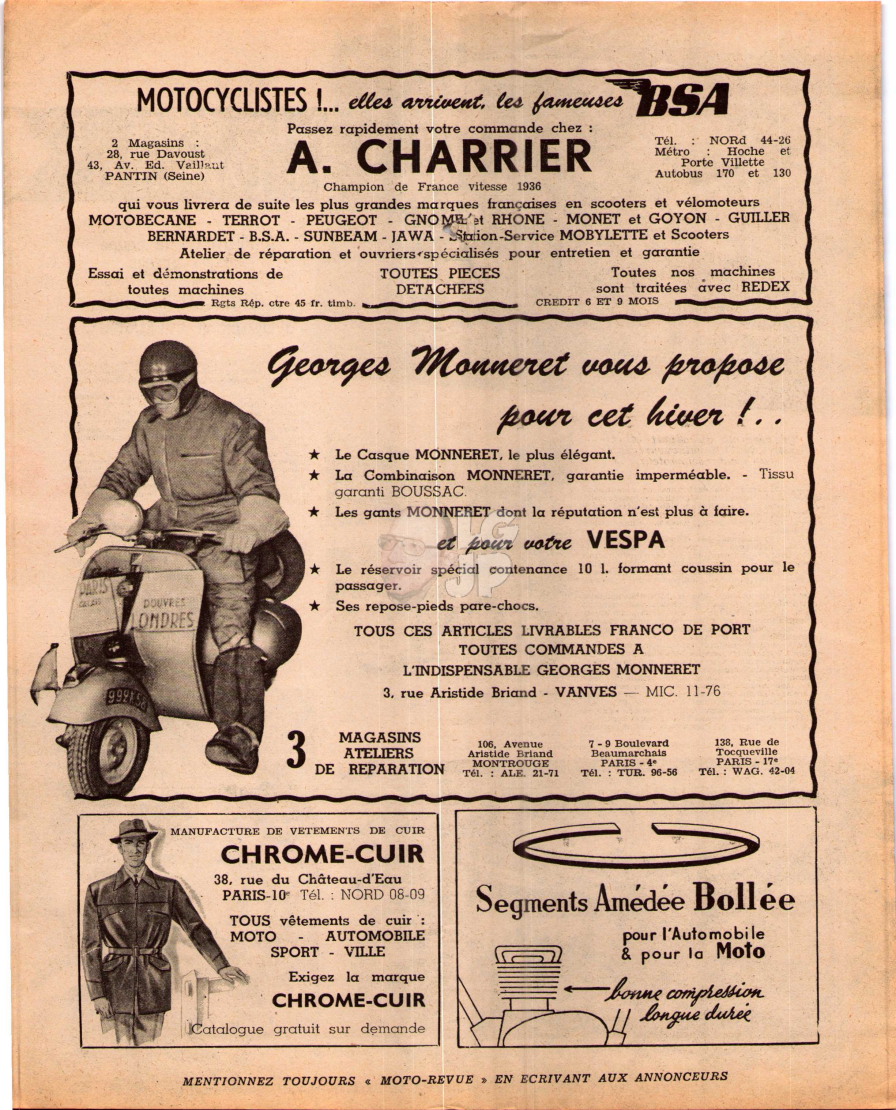 MOTOCYCLISTES !... elles arrivent, les fameuses BSA
Passez rapidement votre commande chez :
2 Magasins :
28, rue Davoust
43, Av. Ed. Vaillant
PANTIN (Seine)
A. CHARRIER
Champion de France vitesse 1936
Tél. : NORd 44-26
Métro : Hoche et
Porte Villette
Autobus 170 et 130
qui vous livrera de suite les plus grandes marques françaises en scooters et vélomoteurs
MOTOBECANE - TERROT - PEUGEOT - GNOME et RHONE - MONET et GOYON - GUILLER
BERNARDET - B.S.A. - SUNBEAM - JAWA - Station-Service MOBYLETTE et Scooters
Atelier de réparation et ouvriers spécialisés pour entretien et garantie
Essai et démonstrations de
toutes machines
TOUTES PIECES
DETACHEES
Toutes nos machines
sont traitées avec REDEX
Rgts Rép. ctre 45 fr. timb.
CREDIT 6 ET 9 MOIS
Georges Monneret vous propose
pour cet hiver !..
★ Le Casque MONNERET, le plus élégant.
★ La Combinaison MONNERET, garantie imperméable. - Tissu
garanti BOUSSAC.
★ Les gants MONNERET dont la réputation n'est plus à faire.
et pour votre VESPA
★ Le réservoir spécial contenance 10 l. formant coussin pour le
passager.
★ Ses repose-pieds pare-chocs.
TOUS CES ARTICLES LIVRABLES FRANCO DE PORT
TOUTES COMMANDES A
L'INDISPENSABLE GEORGES MONNERET
3, rue Aristide Briand - VANVES — MIC. 11-76
PARIS
DOUVRES
LONDRES
3 MAGASINS
ATELIERS
DE REPARATION
106, Avenue
Aristide Briand
MONTROUGE
Tél. : ALE. 21-71
7 - 9 Boulevard
Beaumarchais
PARIS - 4e
Tél. : TUR. 96-56
138, Rue de
Tocqueville
PARIS - 17e
Tél. : WAG. 42-04
MANUFACTURE DE VETEMENTS DE CUIR
CHROME-CUIR
38, rue du Château-d'Eau
PARIS-10e Tél. : NORD 08-09
TOUS vêtements de cuir :
MOTO - AUTOMOBILE
SPORT - VILLE
Exigez la marque
CHROME-CUIR
Catalogue gratuit sur demande
Segments Amédée Bollée
pour l'Automobile
& pour la Moto
bonne compression
longue durée
MENTIONNEZ TOUJOURS « MOTO-REVUE » EN ECRIVANT AUX ANNONCEURS